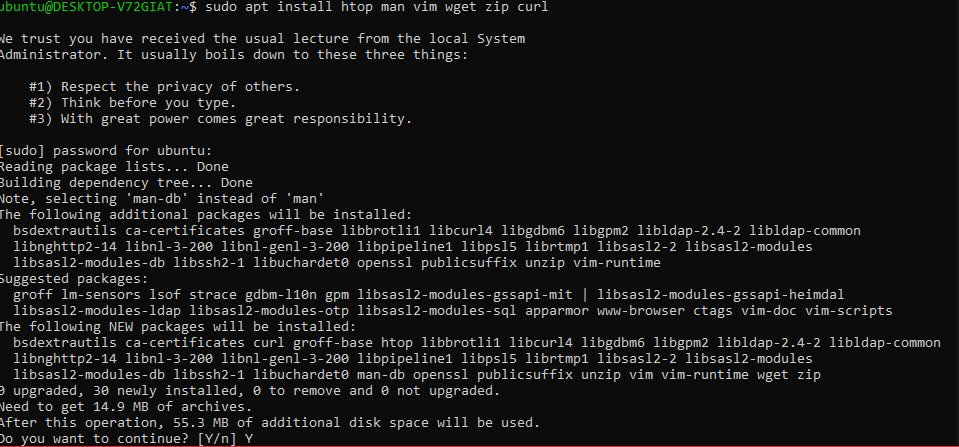 ubuntu@DESKTOP-V72GIAT:~$ sudo apt install htop man vim wget zip curl
We trust you have received the usual lecture from the local System
Administrator. It usually boils down to these three things:
#1) Respect the privacy of others.
#2) Think before you type.
#3) With great power comes great responsibility.
[sudo] password for ubuntu:
Reading package lists... Done
Building dependency tree... Done
Note, selecting 'man-db' instead of 'man'
The following additional packages will be installed:
bsdextrautils ca-certificates groff-base libbrotli1 libcurl4 libgdbm6 libgpm2 libldap-2.4-2 libldap-common
libnghttp2-14 libnl-3-200 libnl-genl-3-200 libpipeline1 libpsl5 librtmp1 libsasl2-2 libsasl2-modules
libsasl2-modules-db libssh2-1 libuchardet0 openssl publicsuffix unzip vim-runtime
Suggested packages:
groff lm-sensors lsof strace gdbm-l10n gpm libsasl2-modules-gssapi-mit | libsasl2-modules-gssapi-heimdal
libsasl2-modules-ldap libsasl2-modules-otp libsasl2-modules-sql apparmor www-browser ctags vim-doc vim-scripts
The following NEW packages will be installed:
bsdextrautils ca-certificates curl groff-base htop libbrotli1 libcurl4 libgdbm6 libgpm2 libldap-2.4-2 libldap-common
libnghttp2-14 libnl-3-200 libnl-genl-3-200 libpipeline1 libpsl5 librtmp1 libsasl2-2 libsasl2-modules
libsasl2-modules-db libssh2-1 libuchardet0 man-db openssl publicsuffix unzip vim vim-runtime wget zip
0 upgraded, 30 newly installed, 0 to remove and 0 not upgraded.
Need to get 14.9 MB of archives.
After this operation, 55.3 MB of additional disk space will be used.
Do you want to continue? [Y/n] Y